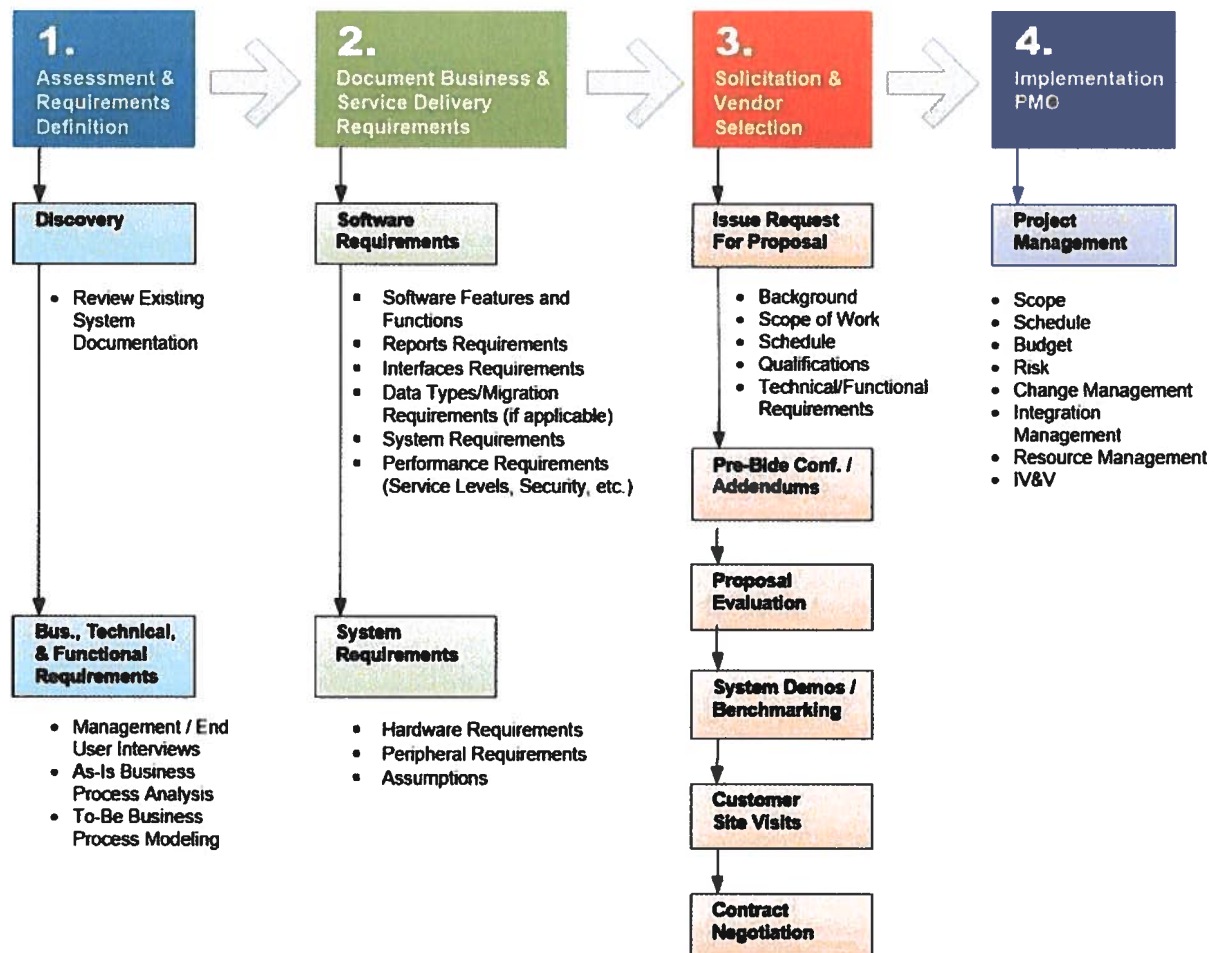 1.
Assessment &
Requirements
Definition
2.
Document Business &
Service Delivery
Requirements
3.
Solicitation &
Vendor
Selection
4.
Implementation
PMO
Discovery
• Review Existing
System
Documentation
Bus., Technical,
& Functional
Requirements
• Management / End
User Interviews
• As-Is Business
Process Analysis
• To-Be Business
Process Modeling
Software
Requirements
▪ Software Features and
Functions
▪ Reports Requirements
▪ Interfaces Requirements
▪ Data Types/Migration
Requirements (if applicable)
▪ System Requirements
▪ Performance Requirements
(Service Levels, Security, etc.)
System
Requirements
▪ Hardware Requirements
▪ Peripheral Requirements
▪ Assumptions
Issue Request
For Proposal
• Background
• Scope of Work
• Schedule
• Qualifications
• Technical/Functional
Requirements
Pre-Bide Conf. /
Addendums
Proposal
Evaluation
System Demos /
Benchmarking
Customer
Site Visits
Contract
Negotiation
Project
Management
• Scope
• Schedule
• Budget
• Risk
• Change Management
• Integration
Management
• Resource Management
• IV&V